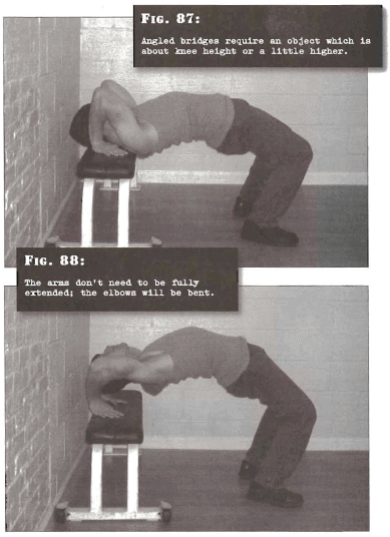 FIG. 87:
Angled bridges require an object which is
about knee height or a little higher.
FIG. 88:
The arms don't need to be fully
extended; the elbows will be bent.